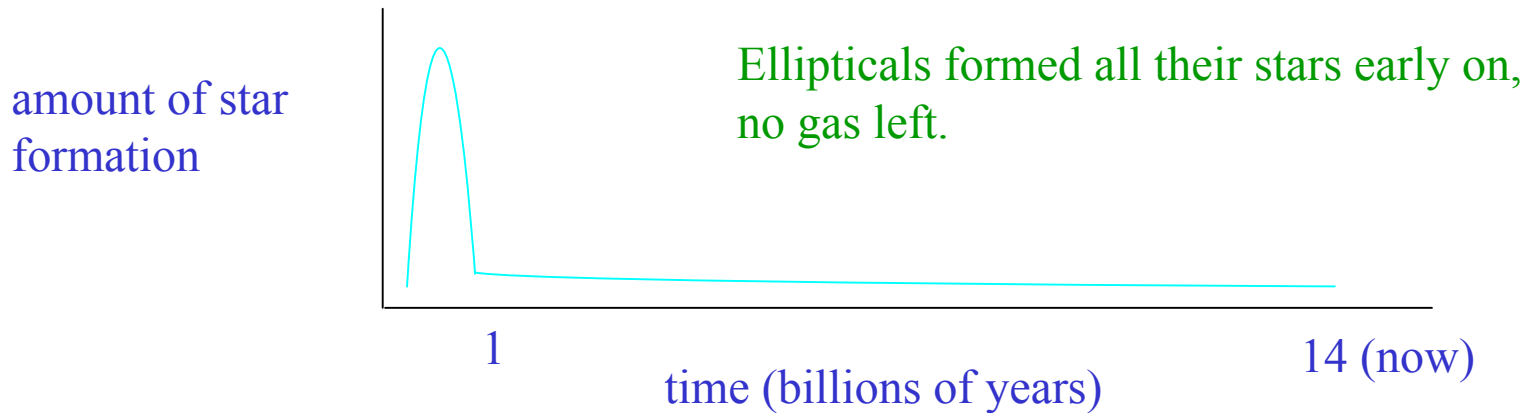 amount of star
formation
Ellipticals formed all their stars early on,
no gas left.
1
14 (now)
time (billions of years)